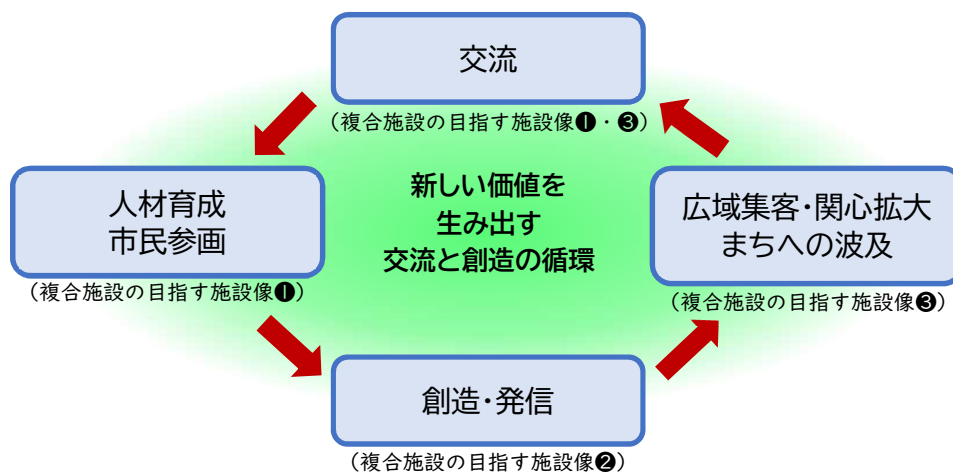 交流
(複合施設の目指す施設像❶・❸)
人材育成
市民参画
(複合施設の目指す施設像❶)
新しい価値を
生み出す
交流と創造の循環
広域集客・関心拡大
まちへの波及
(複合施設の目指す施設像❸)
創造・発信
(複合施設の目指す施設像❷)